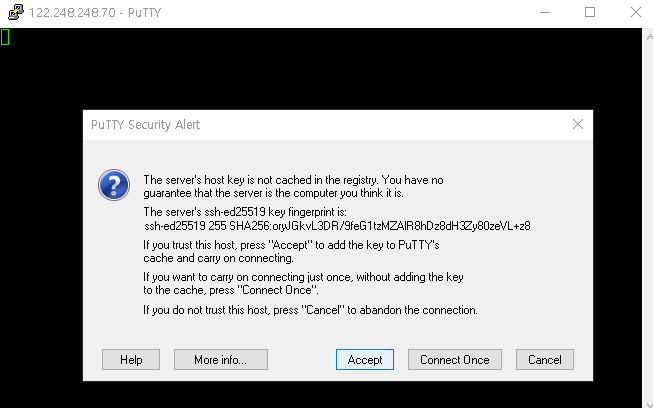 122.248.248.70 - PuTTY
PuTTY Security Alert
The server's host key is not cached in the registry. You have no
guarantee that the server is the computer you think it is.
The server's ssh-ed25519 key fingerprint is:
ssh-ed25519 255 SHA256:oryJGkvL3DR/9feG1tzMZAlR8hDz8dH3Zy80zeVL+z8
If you trust this host, press "Accept" to add the key to PuTTY's
cache and carry on connecting.
If you want to carry on connecting just once, without adding the key
to the cache, press "Connect Once".
If you do not trust this host, press "Cancel" to abandon the connection.
Help More info... Accept Connect Once Cancel